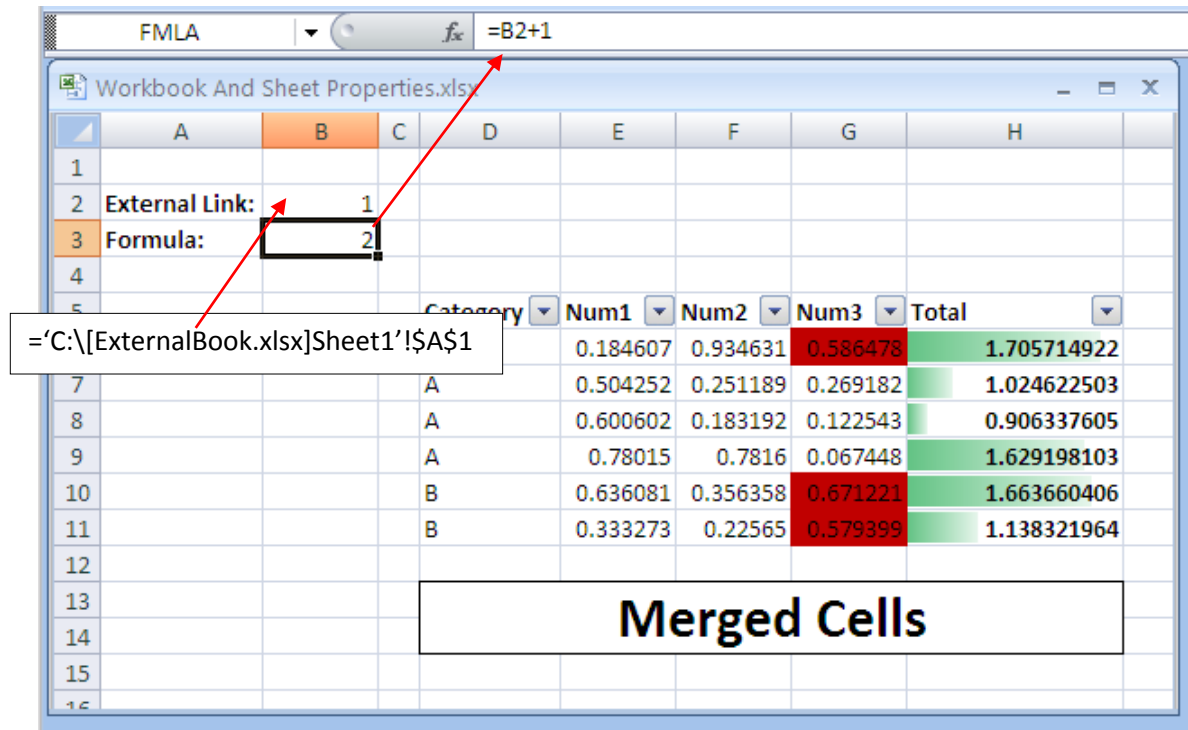 FMLA fx =B2+1
Workbook And Sheet Properties.xlsx
A B C D E F G H
1
2 External Link: 1
3 Formula: 2
4
Category Num1 Num2 Num3 Total
='C:\[ExternalBook.xlsx]Sheet1'!$A$1
0.184607 0.934631 0.586478 1.705714922
7 A 0.504252 0.251189 0.269182 1.024622503
8 A 0.600602 0.183192 0.122543 0.906337605
9 A 0.78015 0.7816 0.067448 1.629198103
10 B 0.636081 0.356358 0.671221 1.663660406
11 B 0.333273 0.22565 0.579399 1.138321964
12
13
Merged Cells
14
15